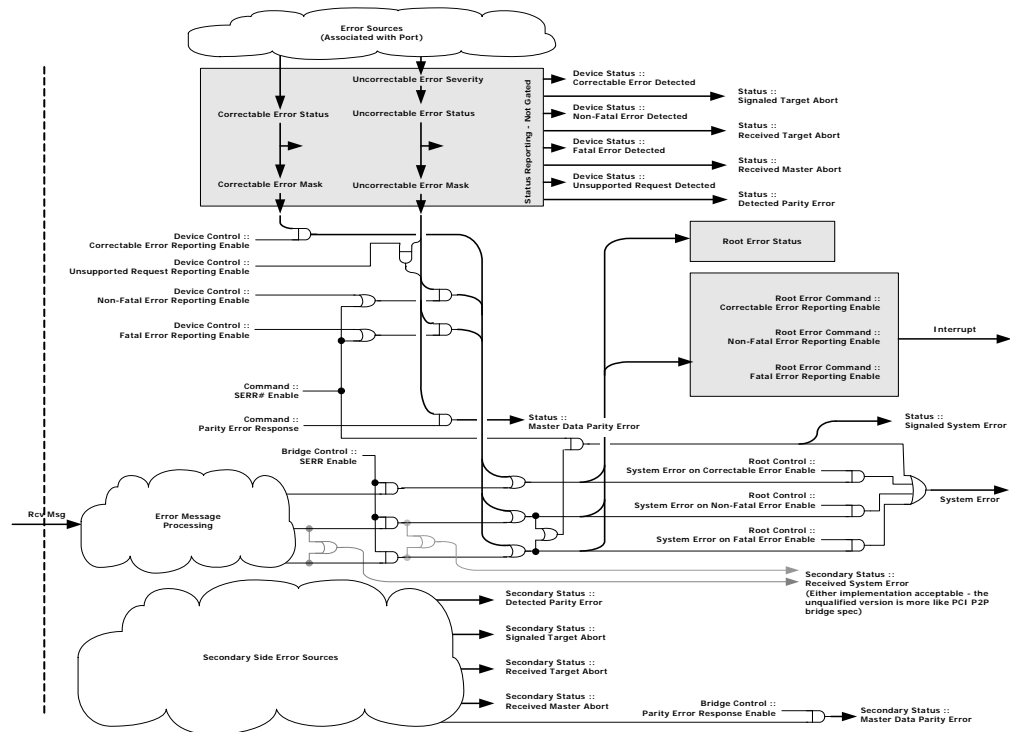 Error Sources
(Associated with Port)
Uncorrectable Error Severity
Correctable Error Status
Uncorrectable Error Status
Correctable Error Mask
Uncorrectable Error Mask
Status Reporting - Not Gated
Device Status ::
Correctable Error Detected
Status ::
Signaled Target Abort
Device Status ::
Non-Fatal Error Detected
Status ::
Received Target Abort
Device Status ::
Fatal Error Detected
Status ::
Received Master Abort
Device Status ::
Unsupported Request Detected
Status ::
Detected Parity Error
Device Control ::
Correctable Error Reporting Enable
Device Control ::
Unsupported Request Reporting Enable
Device Control ::
Non-Fatal Error Reporting Enable
Device Control ::
Fatal Error Reporting Enable
Root Error Status
Root Error Command ::
Correctable Error Reporting Enable
Root Error Command ::
Non-Fatal Error Reporting Enable
Root Error Command ::
Fatal Error Reporting Enable
Interrupt
Command ::
SERR# Enable
Command ::
Parity Error Response
Status ::
Master Data Parity Error
Status ::
Signaled System Error
Bridge Control ::
SERR Enable
Root Control ::
System Error on Correctable Error Enable
Root Control ::
System Error on Non-Fatal Error Enable
Root Control ::
System Error on Fatal Error Enable
System Error
Rcv Msg
Error Message
Processing
Secondary Status ::
Received System Error
(Either implementation acceptable - the
unqualified version is more like PCI P2P
bridge spec)
Secondary Side Error Sources
Secondary Status ::
Detected Parity Error
Secondary Status ::
Signaled Target Abort
Secondary Status ::
Received Target Abort
Secondary Status ::
Received Master Abort
Bridge Control ::
Parity Error Response Enable
Secondary Status ::
Master Data Parity Error